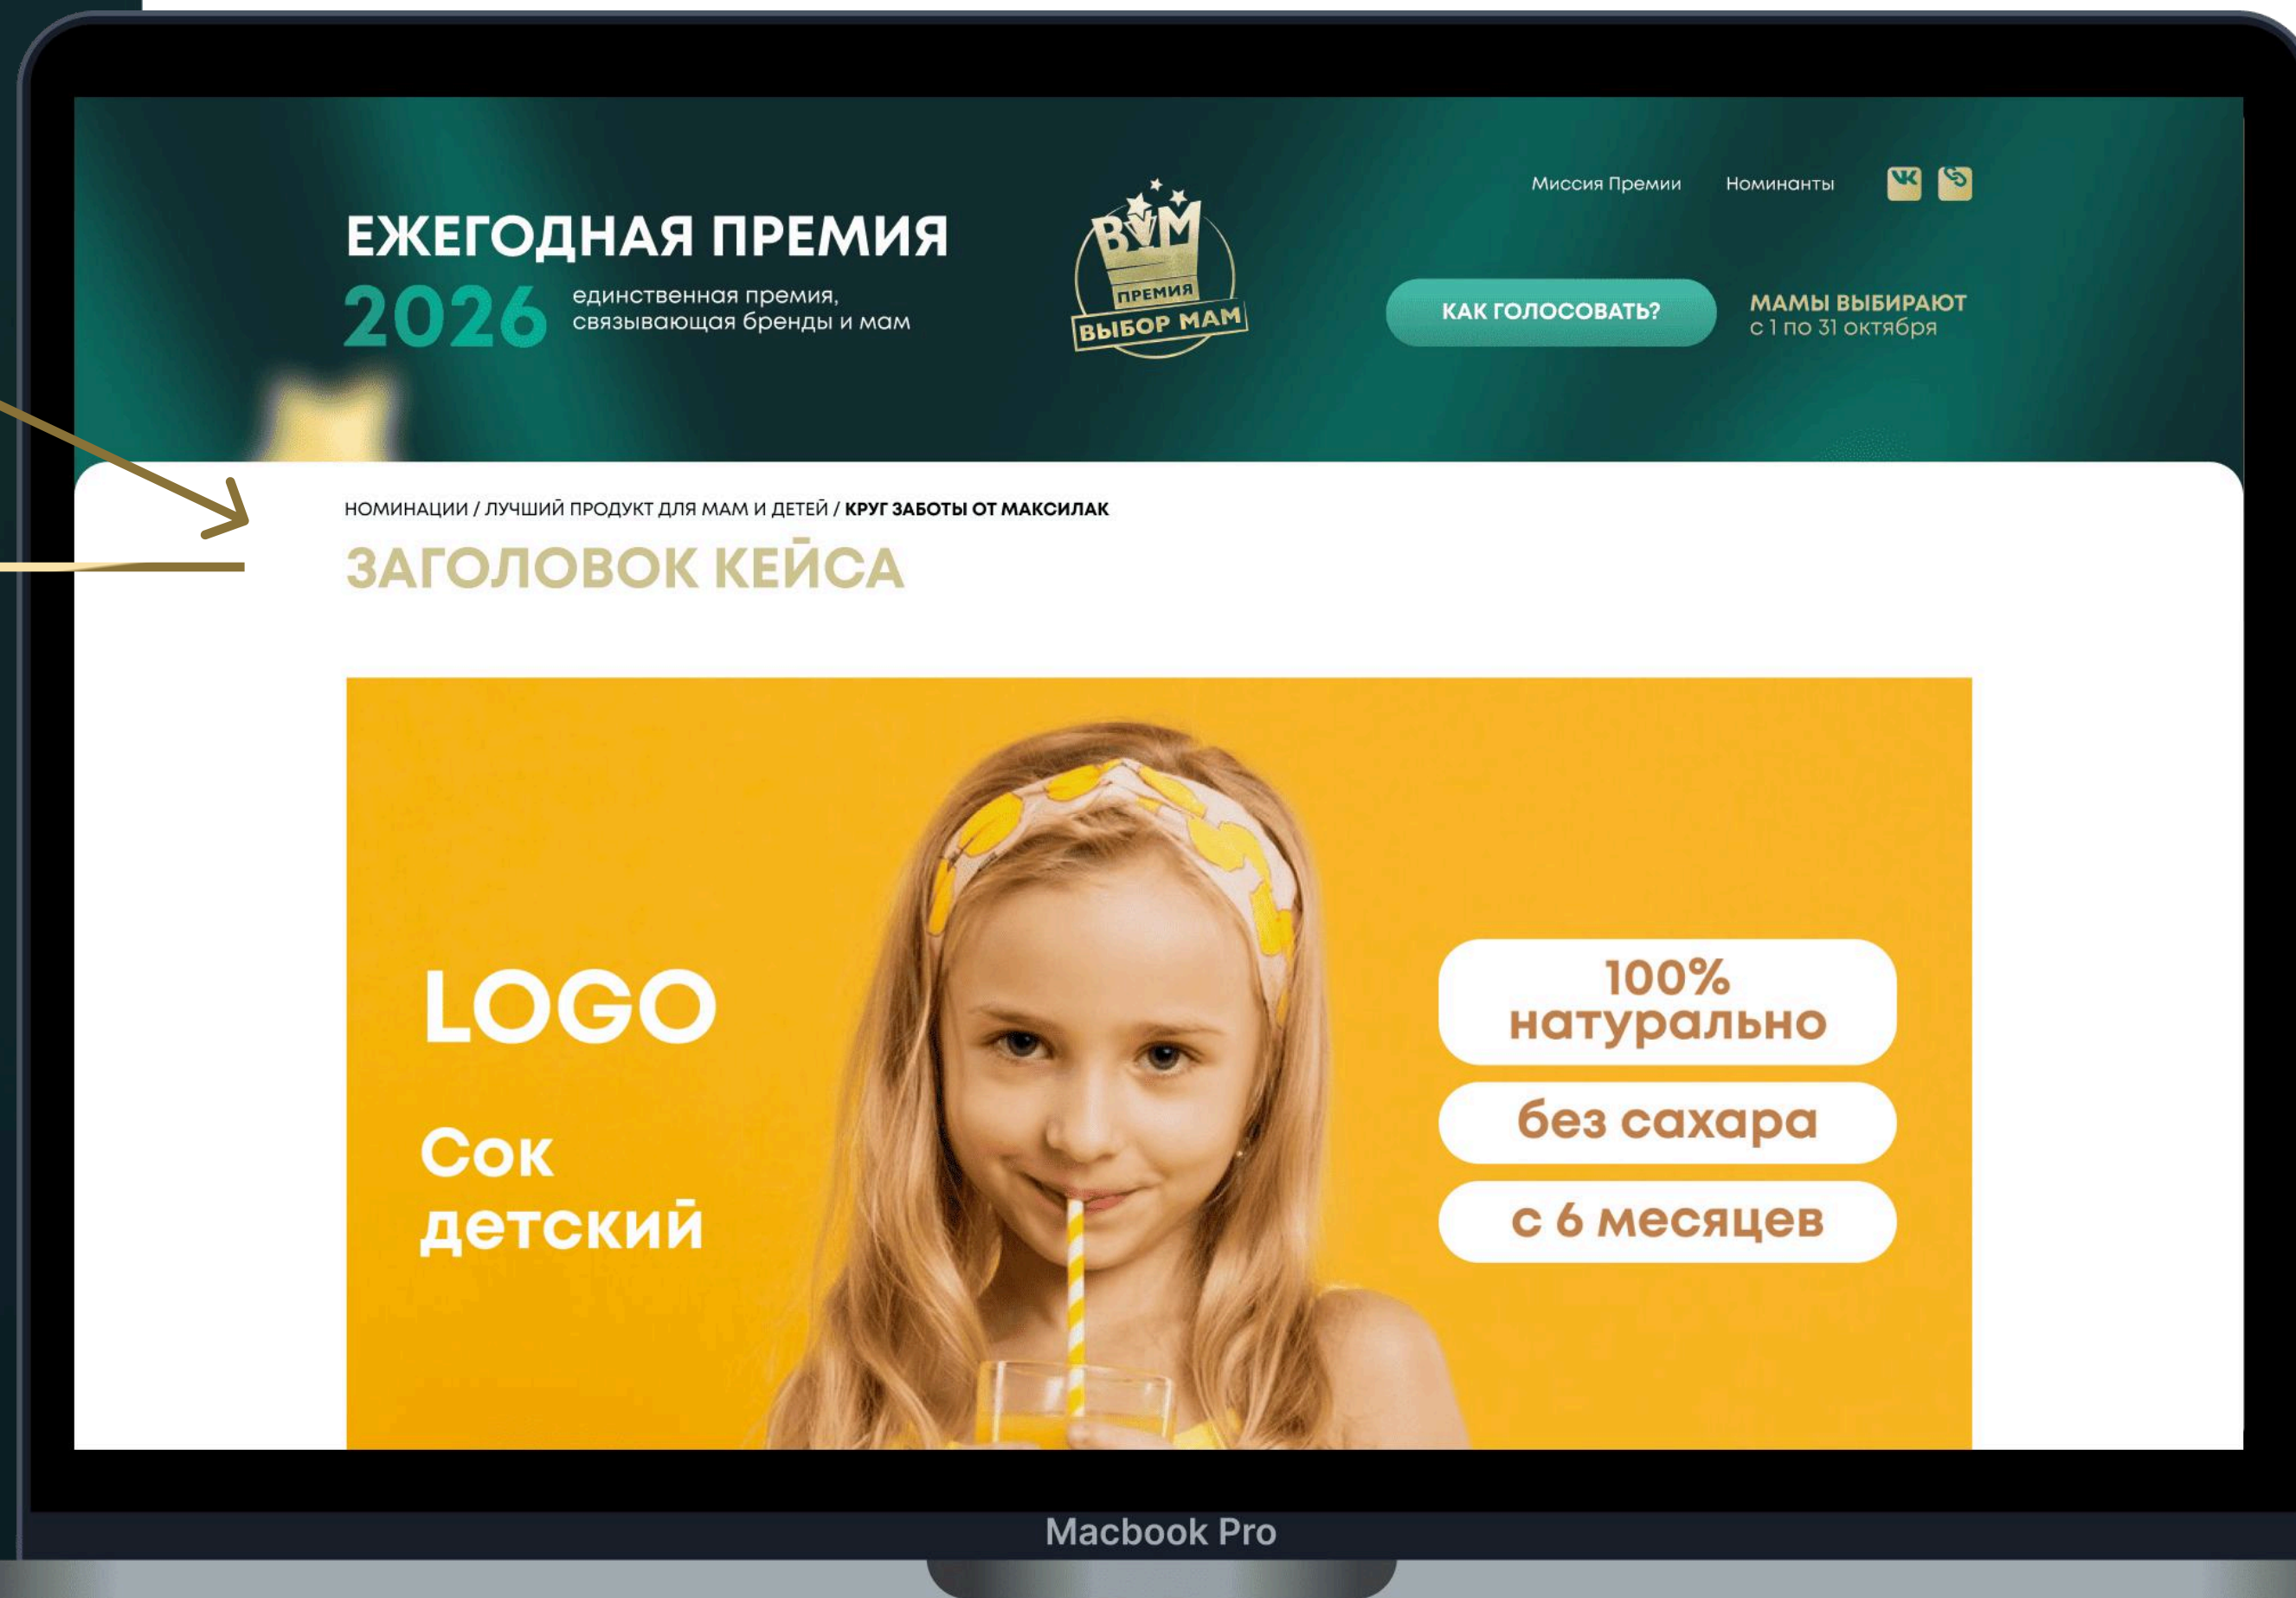 ЕЖЕГОДНАЯ ПРЕМИЯ
2026
единственная премия,
связывающая бренды и мам
ВМ
ПРЕМИЯ
ВЫБОР МАМ
Миссия Премии
Номинанты
КАК ГОЛОСОВАТЬ?
МАМЫ ВЫБИРАЮТ
с 1 по 31 октября
НОМИНАЦИИ / ЛУЧШИЙ ПРОДУКТ ДЛЯ МАМ И ДЕТЕЙ / КРУГ ЗАБОТЫ ОТ МАКСИЛАК
ЗАГОЛОВОК КЕЙСА
LOGO
Сок
детский
100%
натурально
без сахара
с 6 месяцев
Macbook Pro